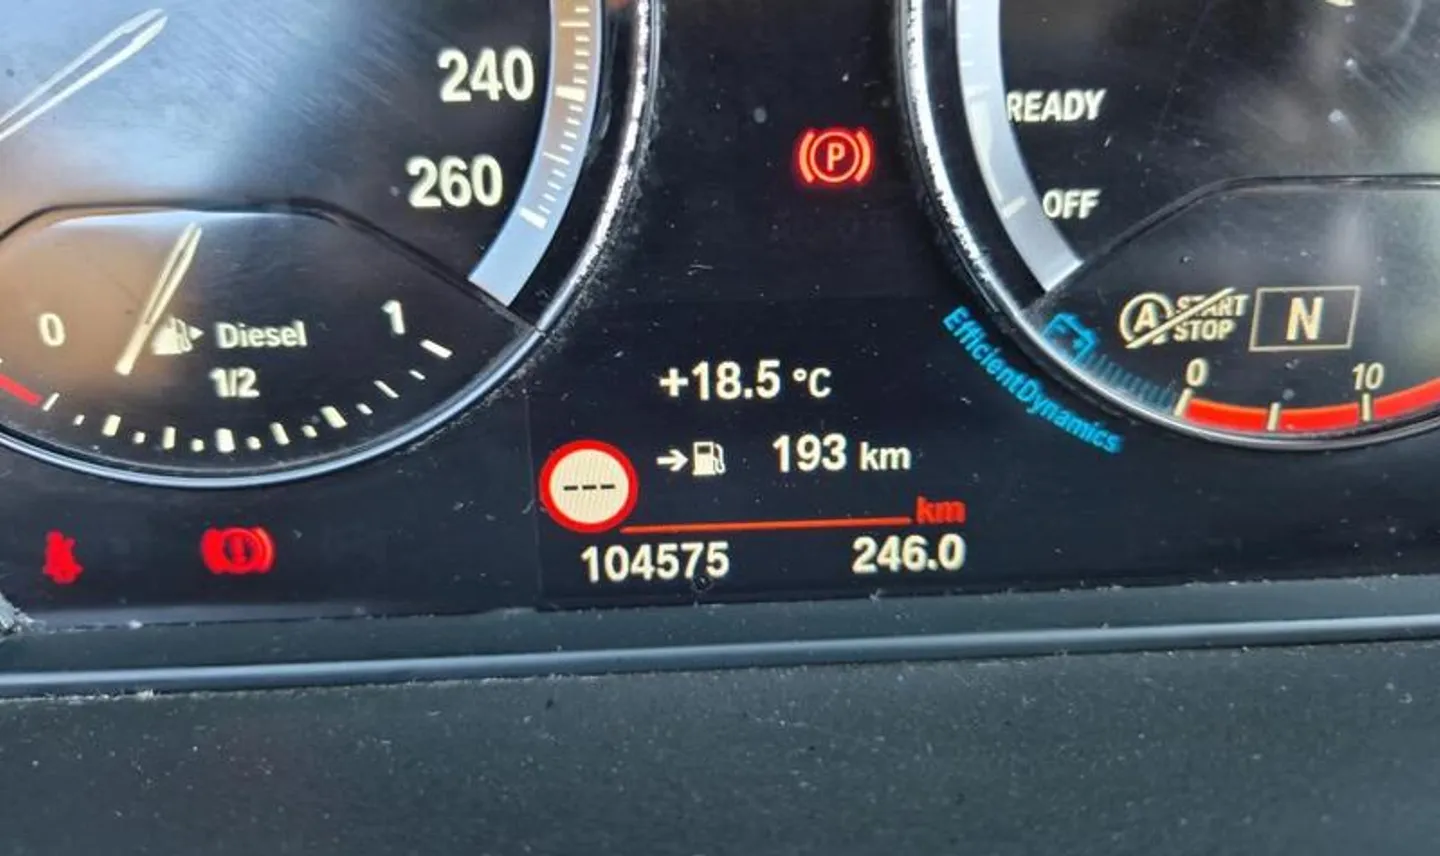 240
260
READY
OFF
P
0
Diesel
1
1/2
A START
STOP
N
0
10
EfficientDynamics
+18.5 °C
193 km
---
km
104575
246.0